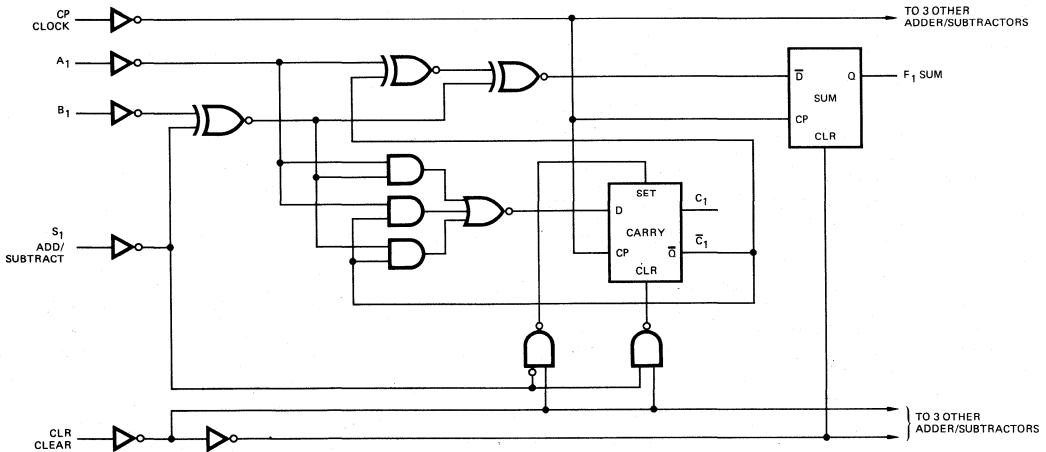 CP
CLOCK
TO 3 OTHER
ADDER/SUBTRACTORS
A1
B1
D̅ Q
SUM
CP
CLR
F1 SUM
SET
D
CARRY
CP Q̅
CLR
C1
C̅1
S1
ADD/
SUBTRACT
CLR
CLEAR
TO 3 OTHER
ADDER/SUBTRACTORS